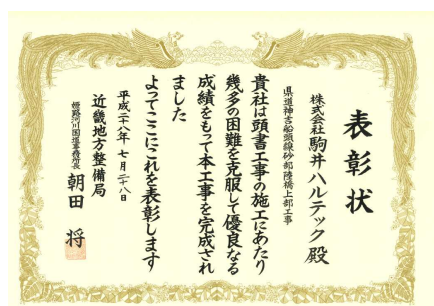 表彰状
株式会社駒井ハルテック殿
県道神吉船頭線砂部陸橋上部工事
貴社は頭書工事の施工にあたり
幾多の困難を克服して優良なる
成績をもって本工事を完成され
ました
よってここにこれを表彰します
平成二十八年七月二十八日
近畿地方整備局
姫路河川国道事務所長
朝田 将